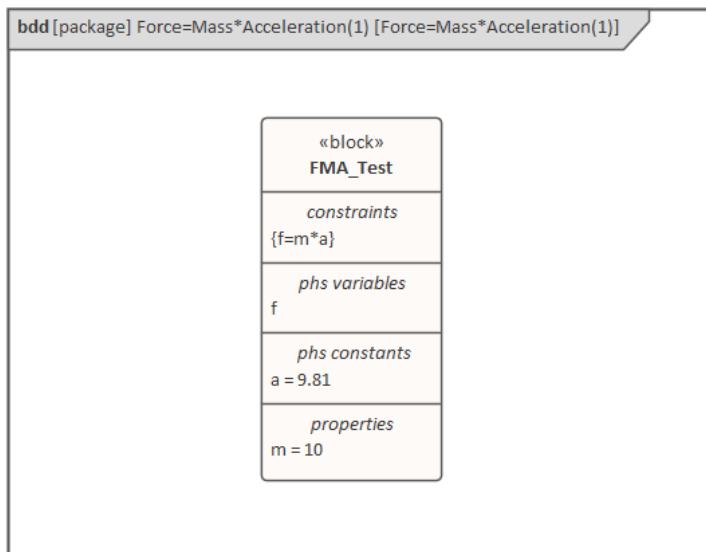 bdd [package] Force=Mass*Acceleration(1) [Force=Mass*Acceleration(1)]
«block»
FMA_Test
constraints
{f=m*a}
phs variables
f
phs constants
a = 9.81
properties
m = 10